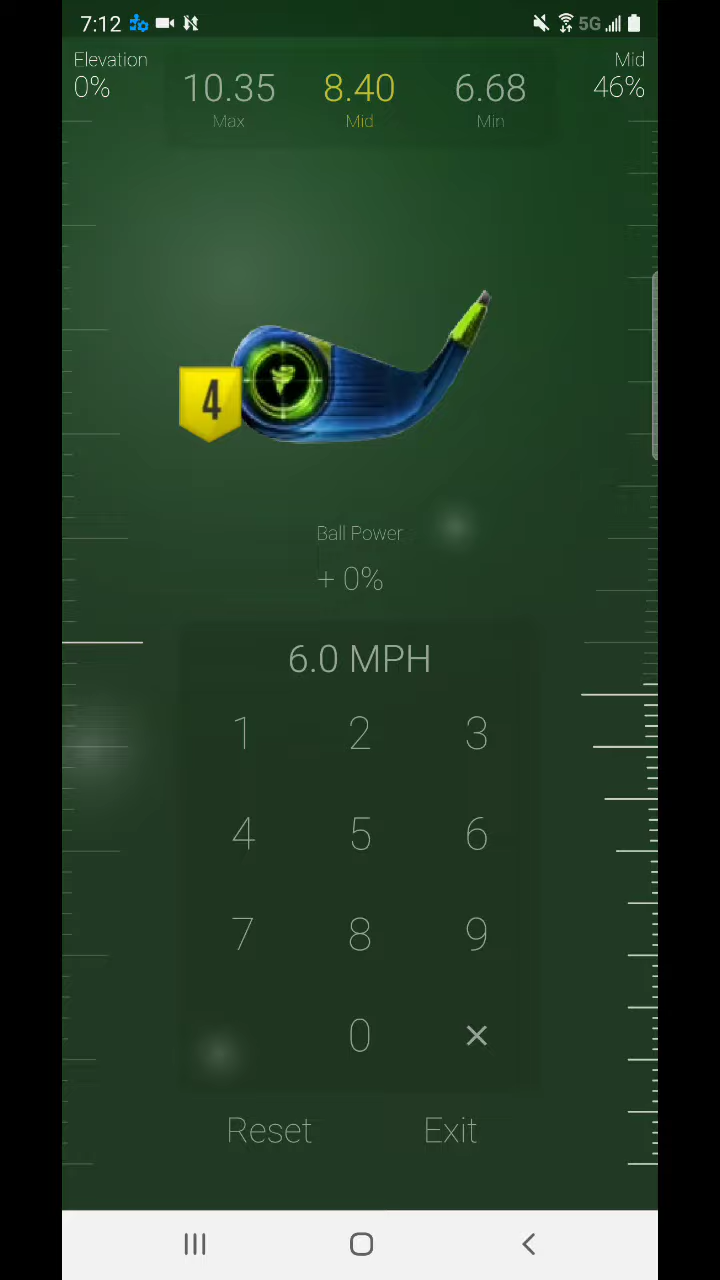 7:12
5G
Elevation
0%
10.35 8.40 6.68
Max Mid Min
Mid
46%
4
Ball Power
+ 0%
6.0 MPH
1 2 3
4 5 6
7 8 9
0 ×
Reset Exit